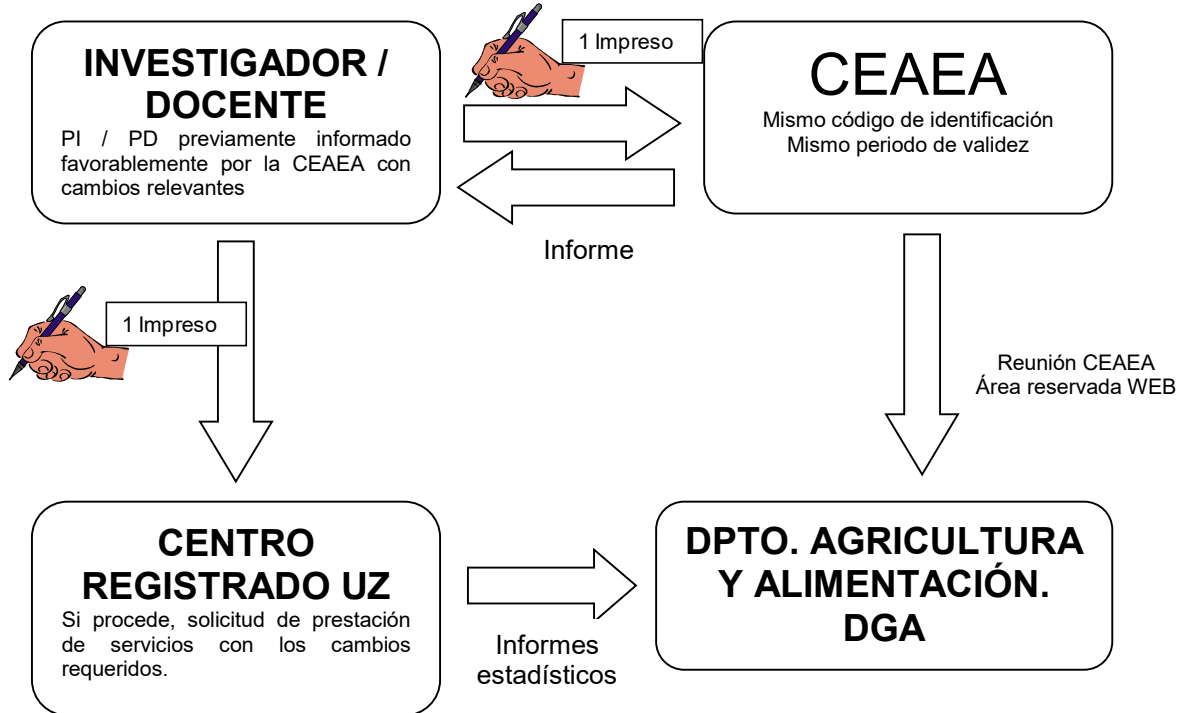 INVESTIGADOR /
DOCENTE
PI / PD previamente informado
favorablemente por la CEAEA con
cambios relevantes
1 Impreso
CEAEA
Mismo código de identificación
Mismo periodo de validez
Informe
1 Impreso
Reunión CEAEA
Área reservada WEB
CENTRO
REGISTRADO UZ
Si procede, solicitud de prestación
de servicios con los cambios
requeridos.
Informes
estadísticos
DPTO. AGRICULTURA
Y ALIMENTACIÓN.
DGA